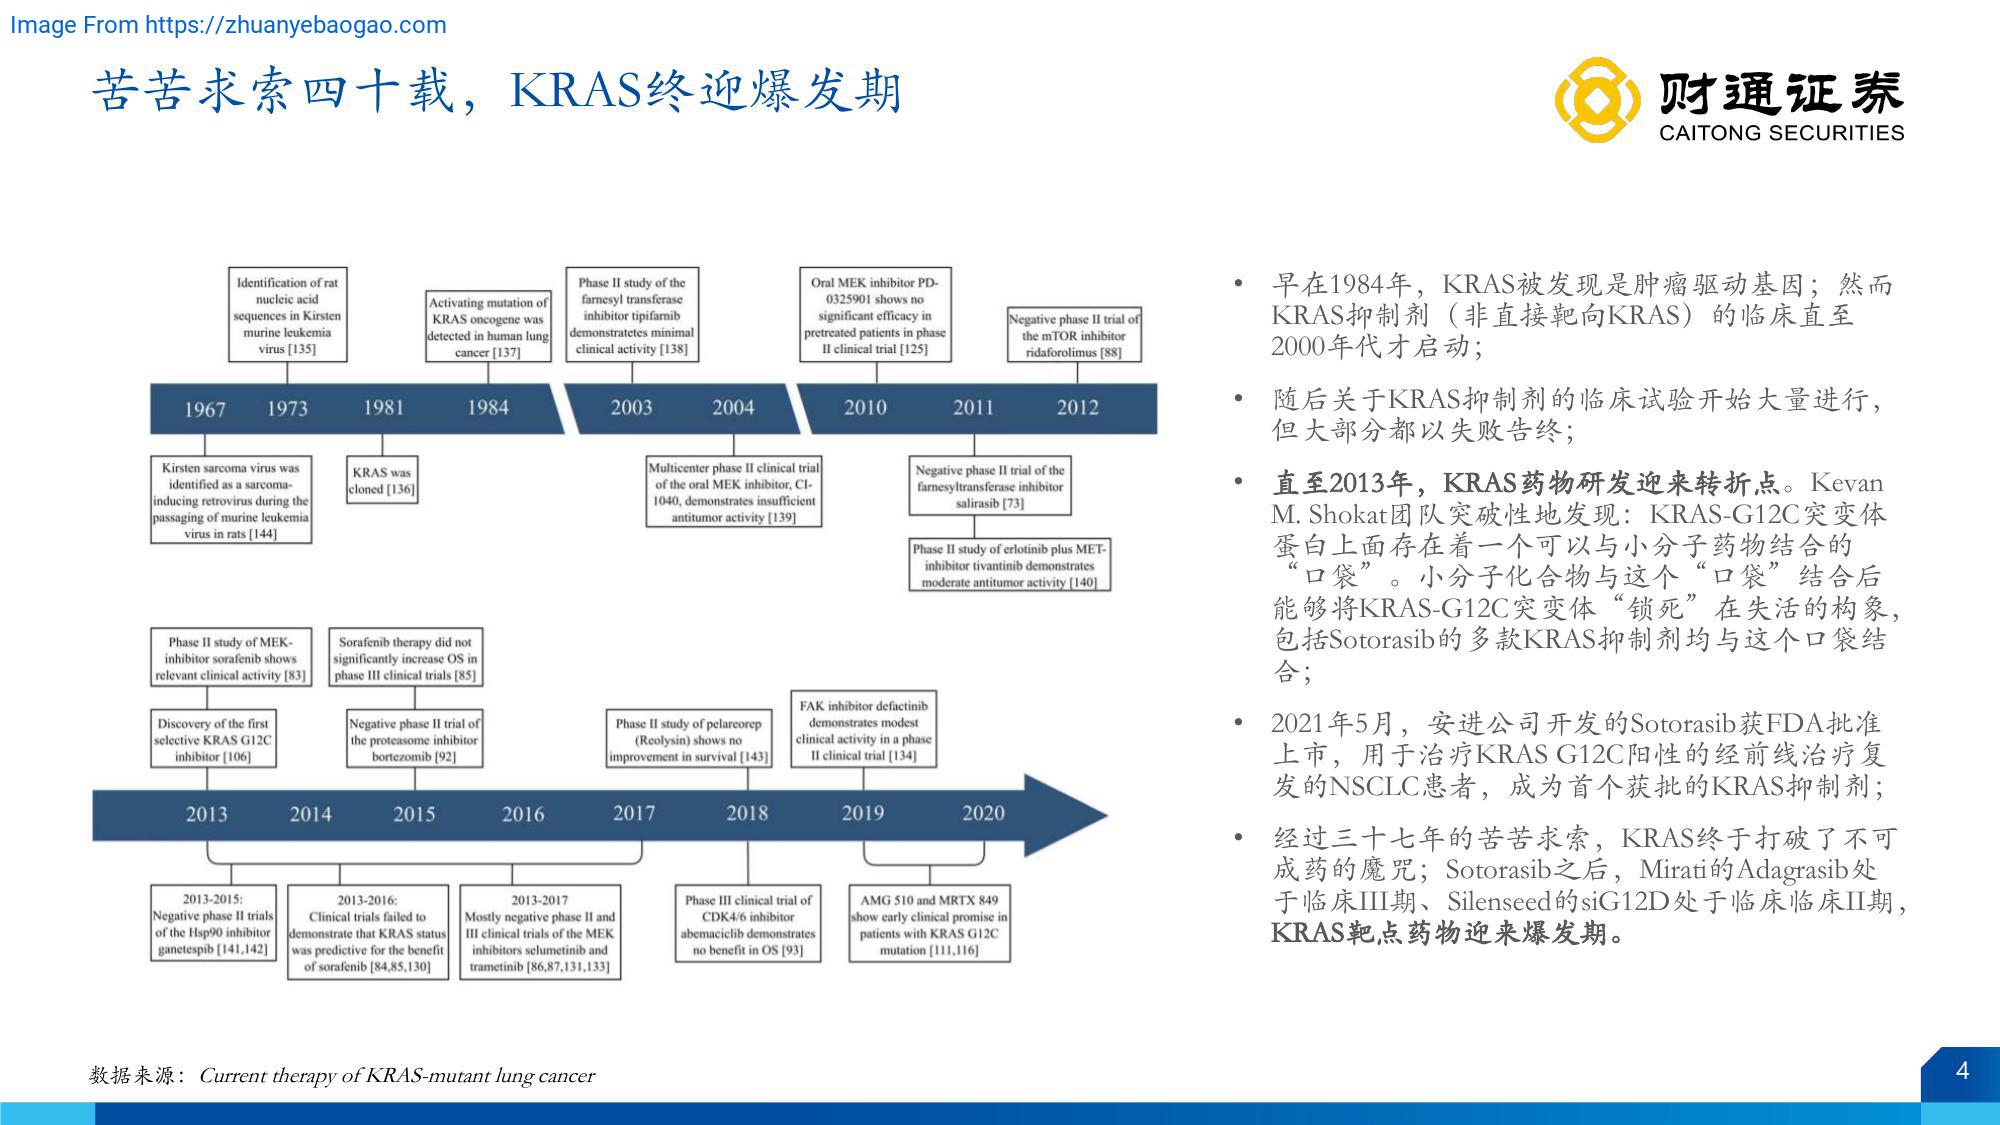 Image From https://zhuanyebaogao.com
苦苦求索四十载，KRAS终迎爆发期
财通证券
CAITONG SECURITIES
Identification of rat
nucleic acid
sequences in Kirsten
murine leukemia
virus [135]
Activating mutation of
KRAS oncogene was
detected in human lung
cancer [137]
Phase II study of the
farnesyl transferase
inhibitor tipifarnib
demonstratetes minimal
clinical activity [138]
Oral MEK inhibitor PD-
0325901 shows no
significant efficacy in
pretreated patients in phase
II clinical trial [125]
Negative phase II trial of
the mTOR inhibitor
ridaforolimus [88]
1967 1973 1981 1984 2003 2004 2010 2011 2012
Kirsten sarcoma virus was
identified as a sarcoma-
inducing retrovirus during the
passaging of murine leukemia
virus in rats [144]
KRAS was
cloned [136]
Multicenter phase II clinical trial
of the oral MEK inhibitor, CI-
1040, demonstrates insufficient
antitumor activity [139]
Negative phase II trial of the
farnesyltransferase inhibitor
salirasib [73]
Phase II study of erlotinib plus MET-
inhibitor tivantinib demonstrates
moderate antitumor activity [140]
Phase II study of MEK-
inhibitor sorafenib shows
relevant clinical activity [83]
Sorafenib therapy did not
significantly increase OS in
phase III clinical trials [85]
Discovery of the first
selective KRAS G12C
inhibitor [106]
Negative phase II trial of
the proteasome inhibitor
bortezomib [92]
Phase II study of pelareorep
(Reolysin) shows no
improvement in survival [143]
FAK inhibitor defactinib
demonstrates modest
clinical activity in a phase
II clinical trial [134]
2013 2014 2015 2016 2017 2018 2019 2020
2013-2015:
Negative phase II trials
of the Hsp90 inhibitor
ganetespib [141,142]
2013-2016:
Clinical trials failed to
demonstrate that KRAS status
was predictive for the benefit
of sorafenib [84,85,130]
2013-2017
Mostly negative phase II and
III clinical trials of the MEK
inhibitors selumetinib and
trametinib [86,87,131,133]
Phase III clinical trial of
CDK4/6 inhibitor
abemaciclib demonstrates
no benefit in OS [93]
AMG 510 and MRTX 849
show early clinical promise in
patients with KRAS G12C
mutation [111,116]
• 早在1984年，KRAS被发现是肿瘤驱动基因；然而
KRAS抑制剂（非直接靶向KRAS）的临床直至
2000年代才启动；
• 随后关于KRAS抑制剂的临床试验开始大量进行，
但大部分都以失败告终；
• 直至2013年，KRAS药物研发迎来转折点。Kevan
M. Shokat团队突破性地发现：KRAS-G12C突变体
蛋白上面存在着一个可以与小分子药物结合的
“口袋”。小分子化合物与这个“口袋”结合后
能够将KRAS-G12C突变体“锁死”在失活的构象，
包括Sotorasib的多款KRAS抑制剂均与这个口袋结
合；
• 2021年5月，安进公司开发的Sotorasib获FDA批准
上市，用于治疗KRAS G12C阳性的经前线治疗复
发的NSCLC患者，成为首个获批的KRAS抑制剂；
• 经过三十七年的苦苦求索，KRAS终于打破了不可
成药的魔咒；Sotorasib之后，Mirati的Adagrasib处
于临床III期、Silenseed的siG12D处于临床临床II期，
KRAS靶点药物迎来爆发期。
数据来源：Current therapy of KRAS-mutant lung cancer
4